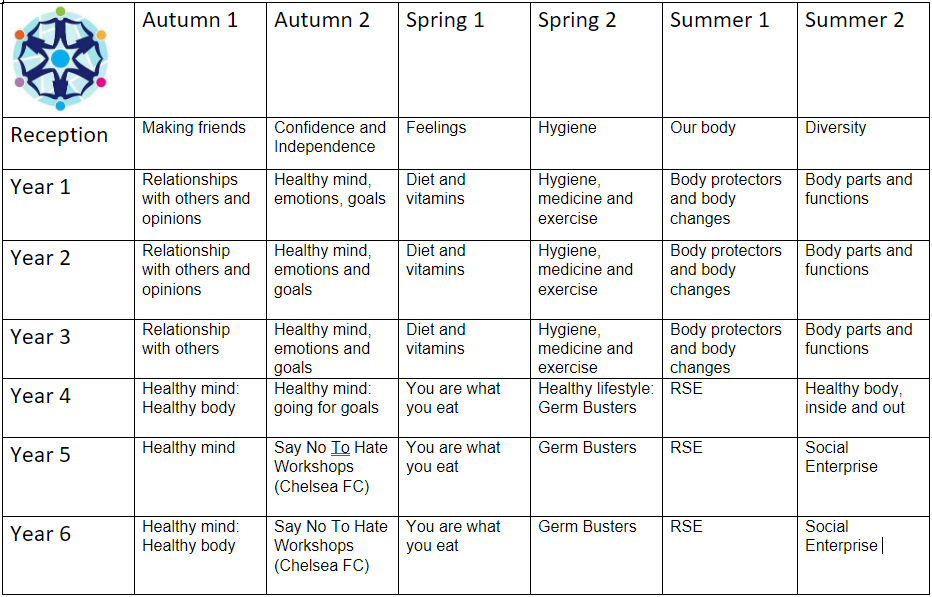 Autumn 1 Autumn 2 Spring 1 Spring 2 Summer 1 Summer 2
Reception
Making friends
Confidence and
Independence
Feelings
Hygiene
Our body
Diversity
Year 1
Relationships
with others and
opinions
Healthy mind,
emotions, goals
Diet and
vitamins
Hygiene,
medicine and
exercise
Body protectors
and body
changes
Body parts and
functions
Year 2
Relationship
with others and
opinions
Healthy mind,
emotions and
goals
Diet and
vitamins
Hygiene,
medicine and
exercise
Body protectors
and body
changes
Body parts and
functions
Year 3
Relationship
with others
Healthy mind,
emotions and
goals
Diet and
vitamins
Hygiene,
medicine and
exercise
Body protectors
and body
changes
Body parts and
functions
Year 4
Healthy mind:
Healthy body
Healthy mind:
going for goals
You are what
you eat
Healthy lifestyle:
Germ Busters
RSE
Healthy body,
inside and out
Year 5
Healthy mind
Say No To Hate
Workshops
(Chelsea FC)
You are what
you eat
Germ Busters
RSE
Social
Enterprise
Year 6
Healthy mind:
Healthy body
Say No To Hate
Workshops
(Chelsea FC)
You are what
you eat
Germ Busters
RSE
Social
Enterprise